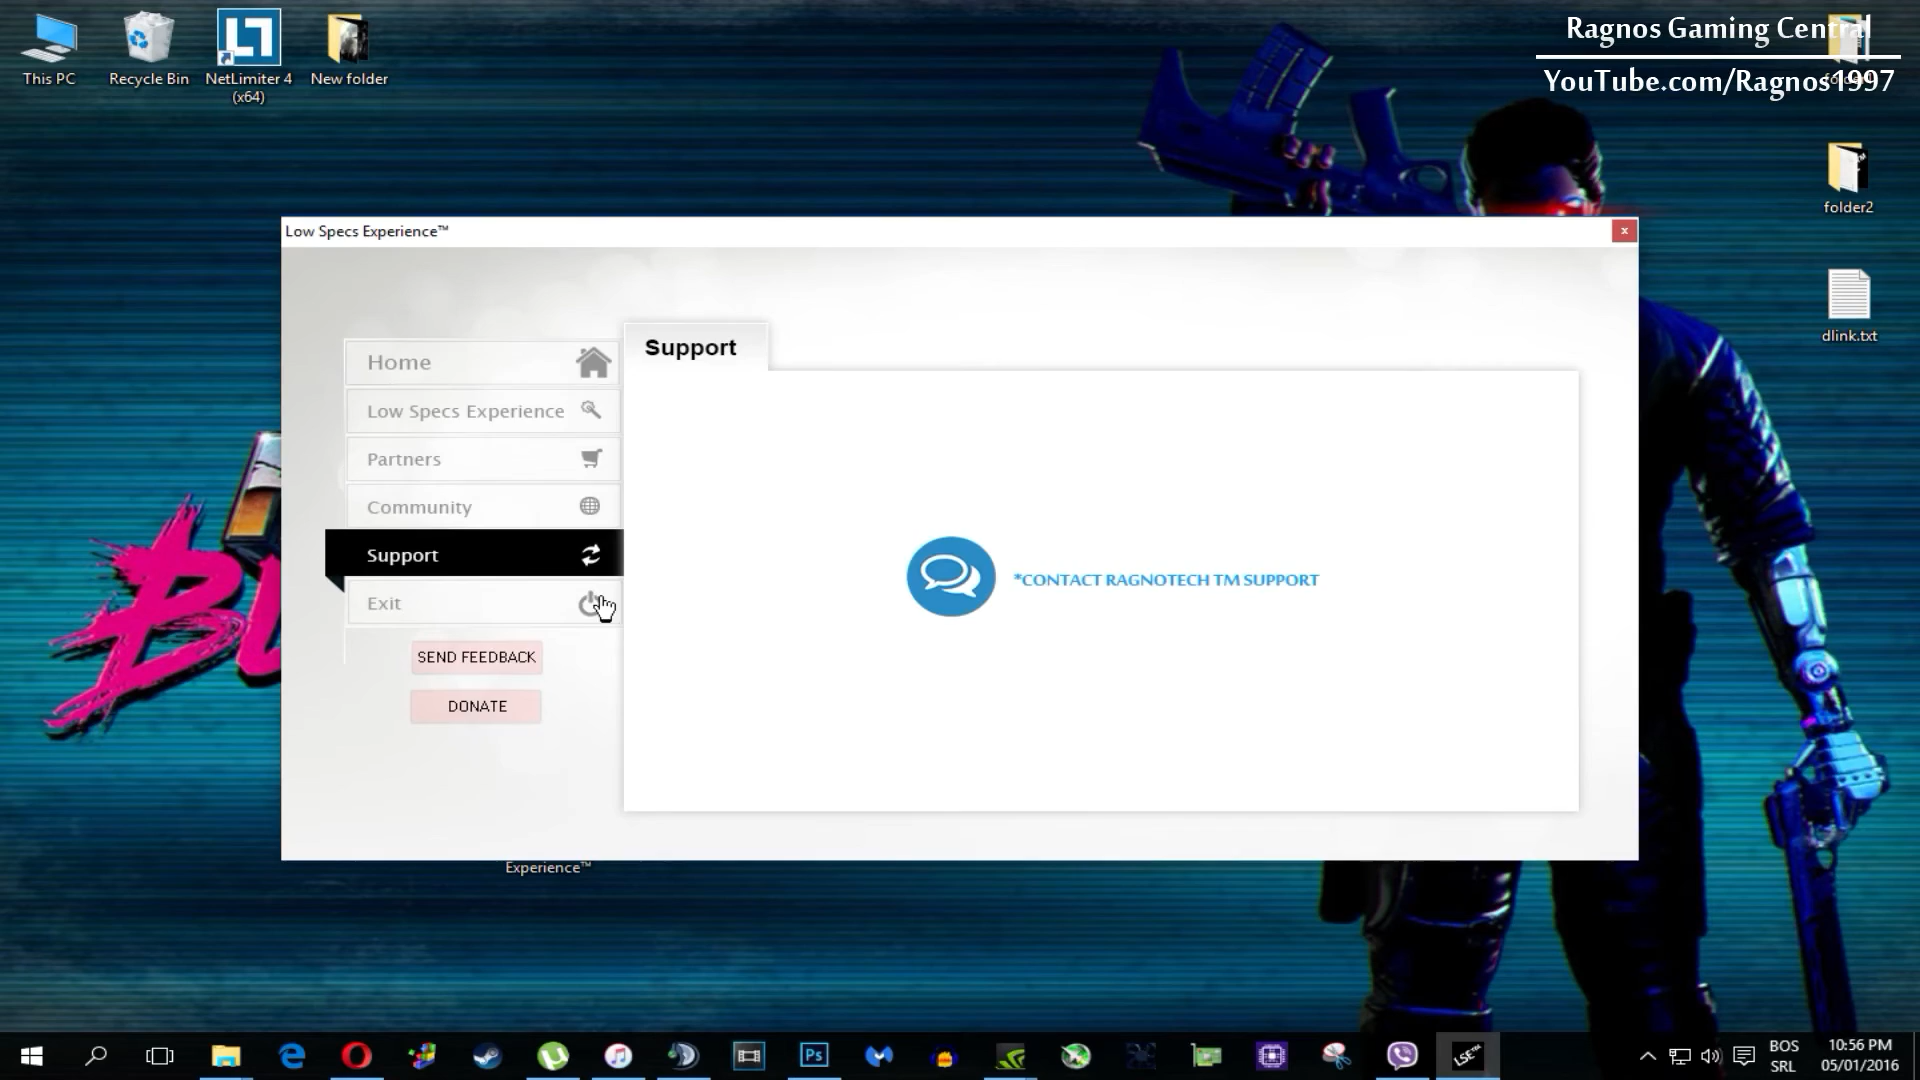 This PC
Recycle Bin
NetLimiter 4
(x64)
New folder
Ragnos Gaming Central
YouTube.com/Ragnos1997
folder2
dlink.txt
Low Specs Experience™
x
Home
Low Specs Experience
Partners
Community
Support
Exit
SEND FEEDBACK
DONATE
Support
*CONTACT RAGNOTECH TM SUPPORT
Experience™
Ps
LSE™
BOS
SRL
10:56 PM
05/01/2016